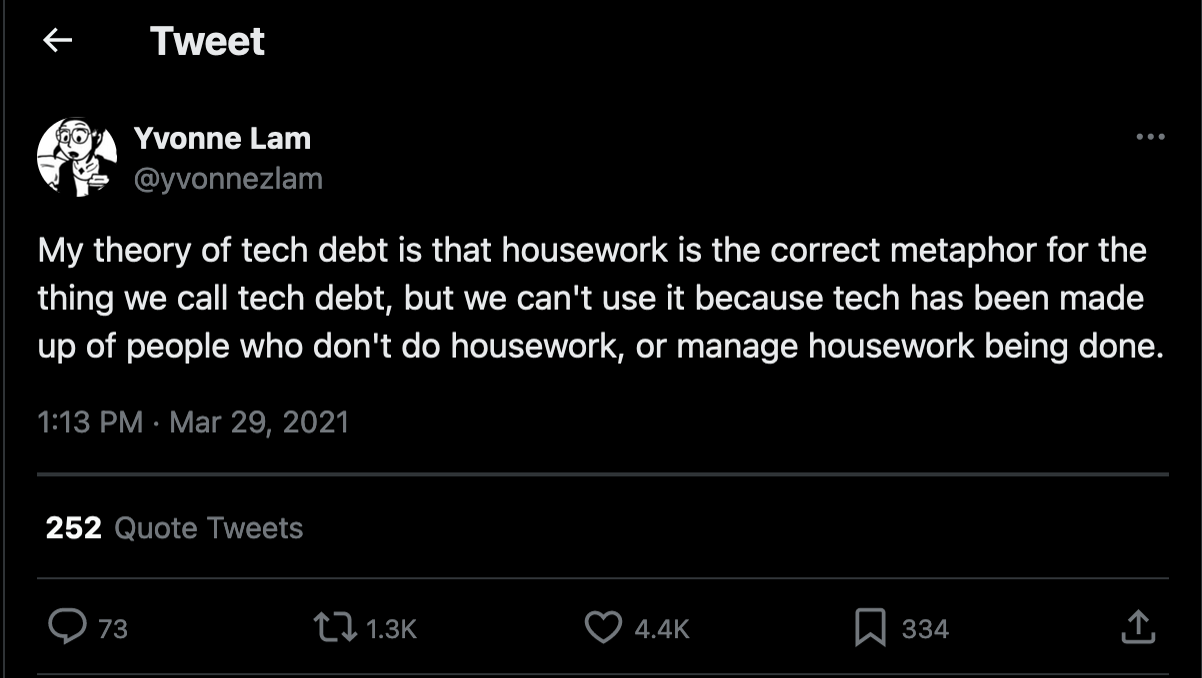 Tweet
Yvonne Lam
@yvonnezlam
My theory of tech debt is that housework is the correct metaphor for the
thing we call tech debt, but we can't use it because tech has been made
up of people who don't do housework, or manage housework being done.
1:13 PM · Mar 29, 2021
252 Quote Tweets
73 1.3K 4.4K 334